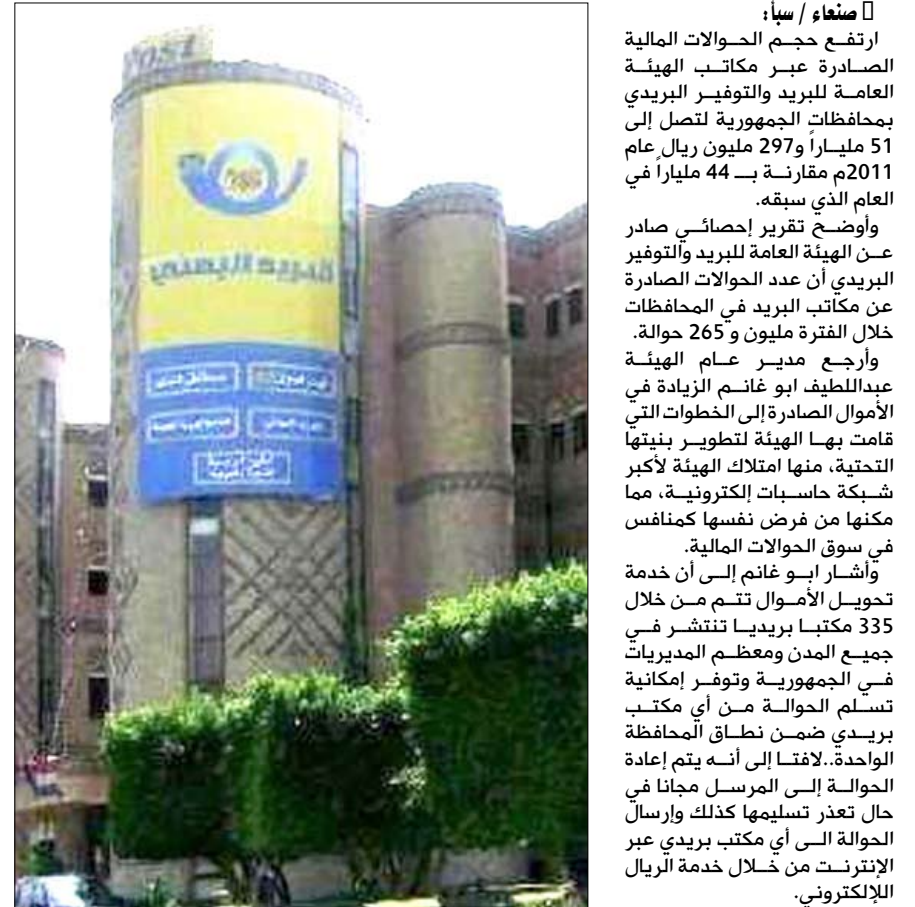 صنعاء / سبأ:
ارتفع حجم الحوالات المالية
الصادرة عبر مكاتب الهيئة
العامة للبريد والتوفير البريدي
بمحافظات الجمهورية لتصل إلى
51 ملياراً و297 مليون ريال عام
2011م مقارنة بـ 44 ملياراً في
العام الذي سبقه.
وأوضح تقرير إحصائي صادر
عن الهيئة العامة للبريد والتوفير
البريدي أن عدد الحوالات الصادرة
عن مكاتب البريد في المحافظات
خلال الفترة مليون و 265 حوالة.
وأرجع مدير عام الهيئة
عبداللطيف ابو غانم الزيادة في
الأموال الصادرة إلى الخطوات التي
قامت بها الهيئة لتطوير بنيتها
التحتية، منها امتلاك الهيئة لأكبر
شبكة حاسبات إلكترونية، مما
مكنها من فرض نفسها كمنافس
في سوق الحوالات المالية.
وأشار ابو غانم إلى أن خدمة
تحويل الأموال تتم من خلال
335 مكتبا بريديا تنتشر في
جميع المدن ومعظم المديريات
في الجمهورية وتوفر إمكانية
تسلم الحوالة من أي مكتب
بريدي ضمن نطاق المحافظة
الواحدة..لافتا إلى أنه يتم إعادة
الحوالة إلى المرسل مجانا في
حال تعذر تسليمها كذلك وإرسال
الحوالة الى أي مكتب بريدي عبر
الإنترنت من خلال خدمة الريال
اللإلكتروني.
POST
البريد اليمني